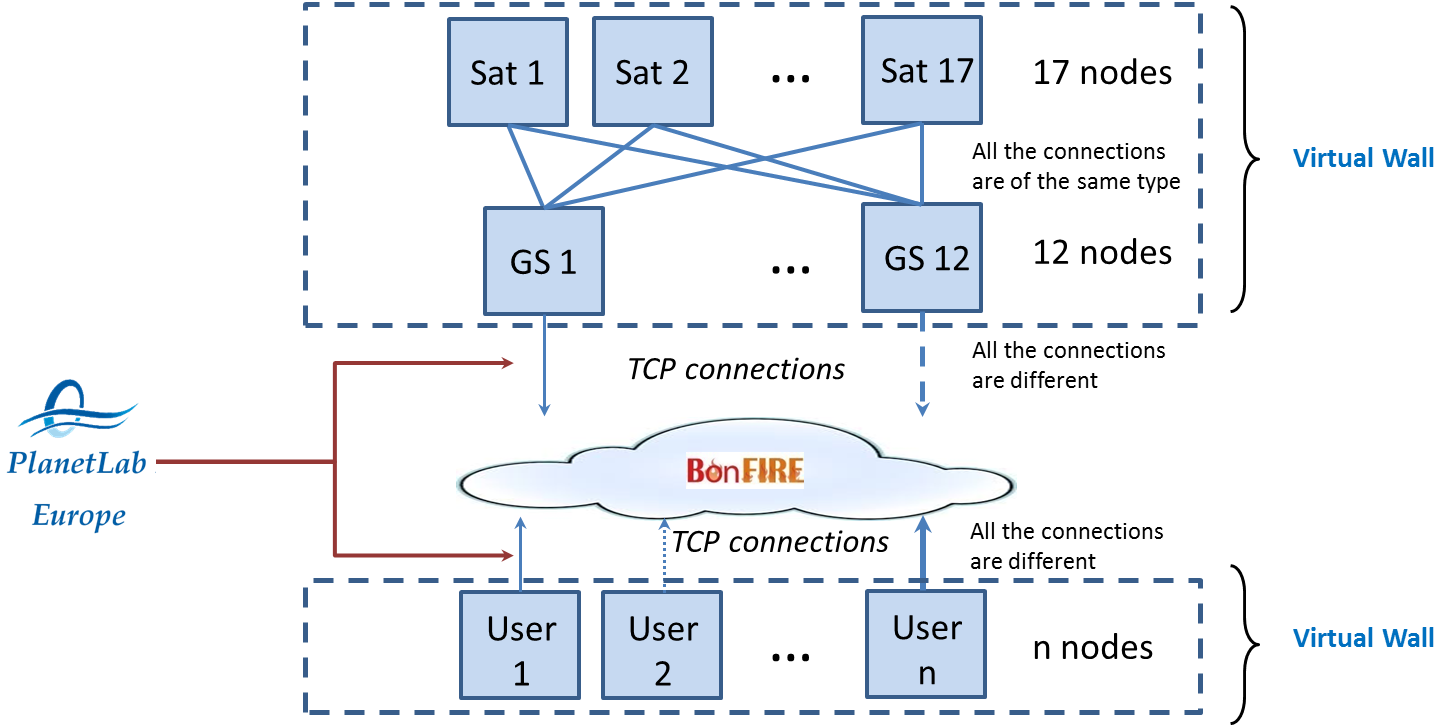 Sat 1
Sat 2
...
Sat 17
17 nodes
All the connections
are of the same type
Virtual Wall
GS 1
...
GS 12
12 nodes
TCP connections
All the connections
are different
PlanetLab
Europe
BonFIRE
TCP connections
All the connections
are different
User
1
User
2
...
User
n
n nodes
Virtual Wall